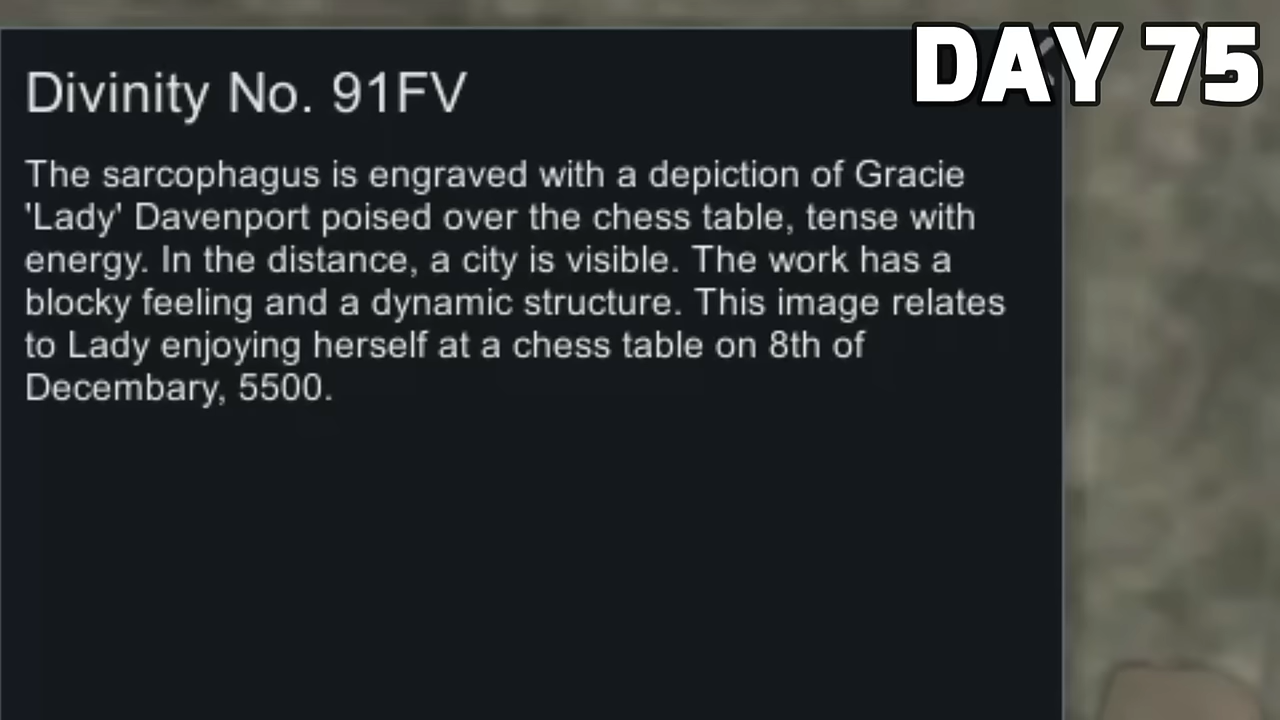 DAY 75
Divinity No. 91FV
The sarcophagus is engraved with a depiction of Gracie
'Lady' Davenport poised over the chess table, tense with
energy. In the distance, a city is visible. The work has a
blocky feeling and a dynamic structure. This image relates
to Lady enjoying herself at a chess table on 8th of
Decembary, 5500.